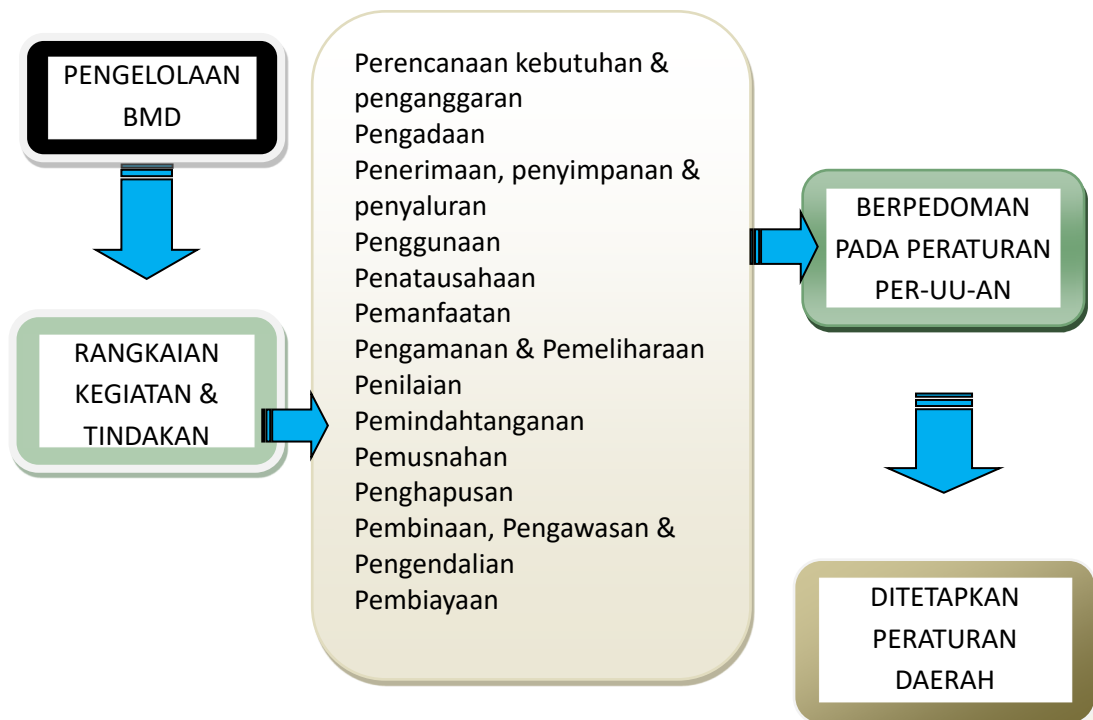 PENGELOLAAN
BMD
RANGKAIAN
KEGIATAN &
TINDAKAN
Perencanaan kebutuhan &
penganggaran
Pengadaan
Penerimaan, penyimpanan &
penyaluran
Penggunaan
Penatausahaan
Pemanfaatan
Pengamanan & Pemeliharaan
Penilaian
Pemindahtanganan
Pemusnahan
Penghapusan
Pembinaan, Pengawasan &
Pengendalian
Pembiayaan
BERPEDOMAN
PADA PERATURAN
PER-UU-AN
DITETAPKAN
PERATURAN
DAERAH